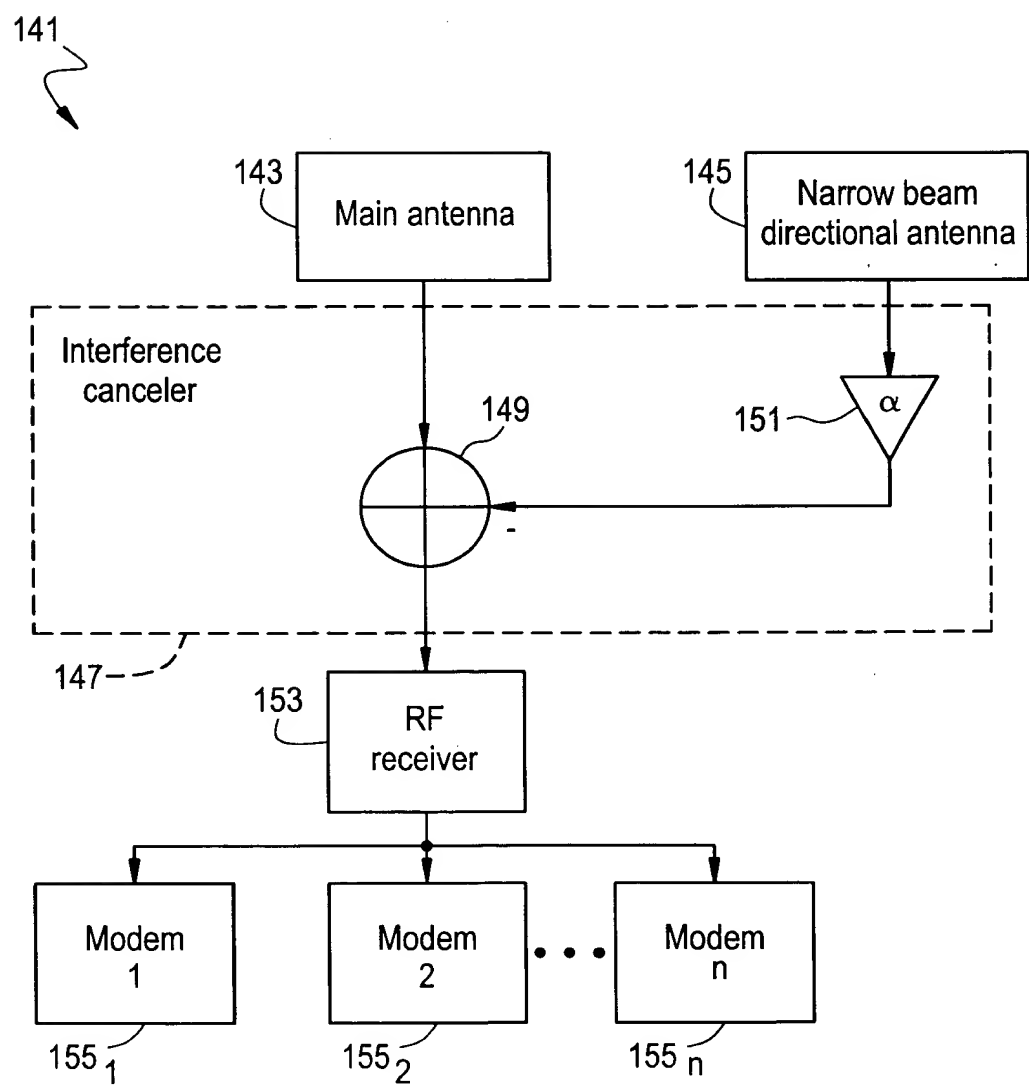 141
143
Main antenna
145
Narrow beam
directional antenna
Interference
canceler
149
151
α
-
147
153
RF
receiver
Modem
1
Modem
2
• • •
Modem
n
155 1
155 2
155 n